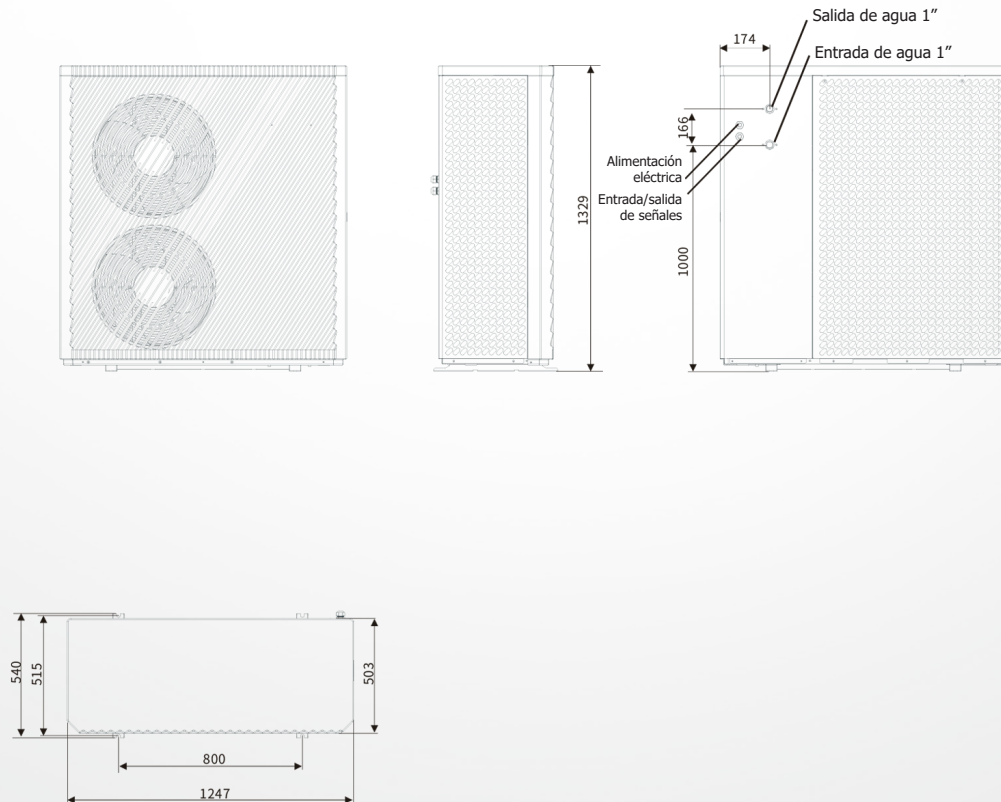 Salida de agua 1”
174
Entrada de agua 1”
166
Alimentación
eléctrica
Entrada/salida
de señales
1329
1000
540
515
503
800
1247